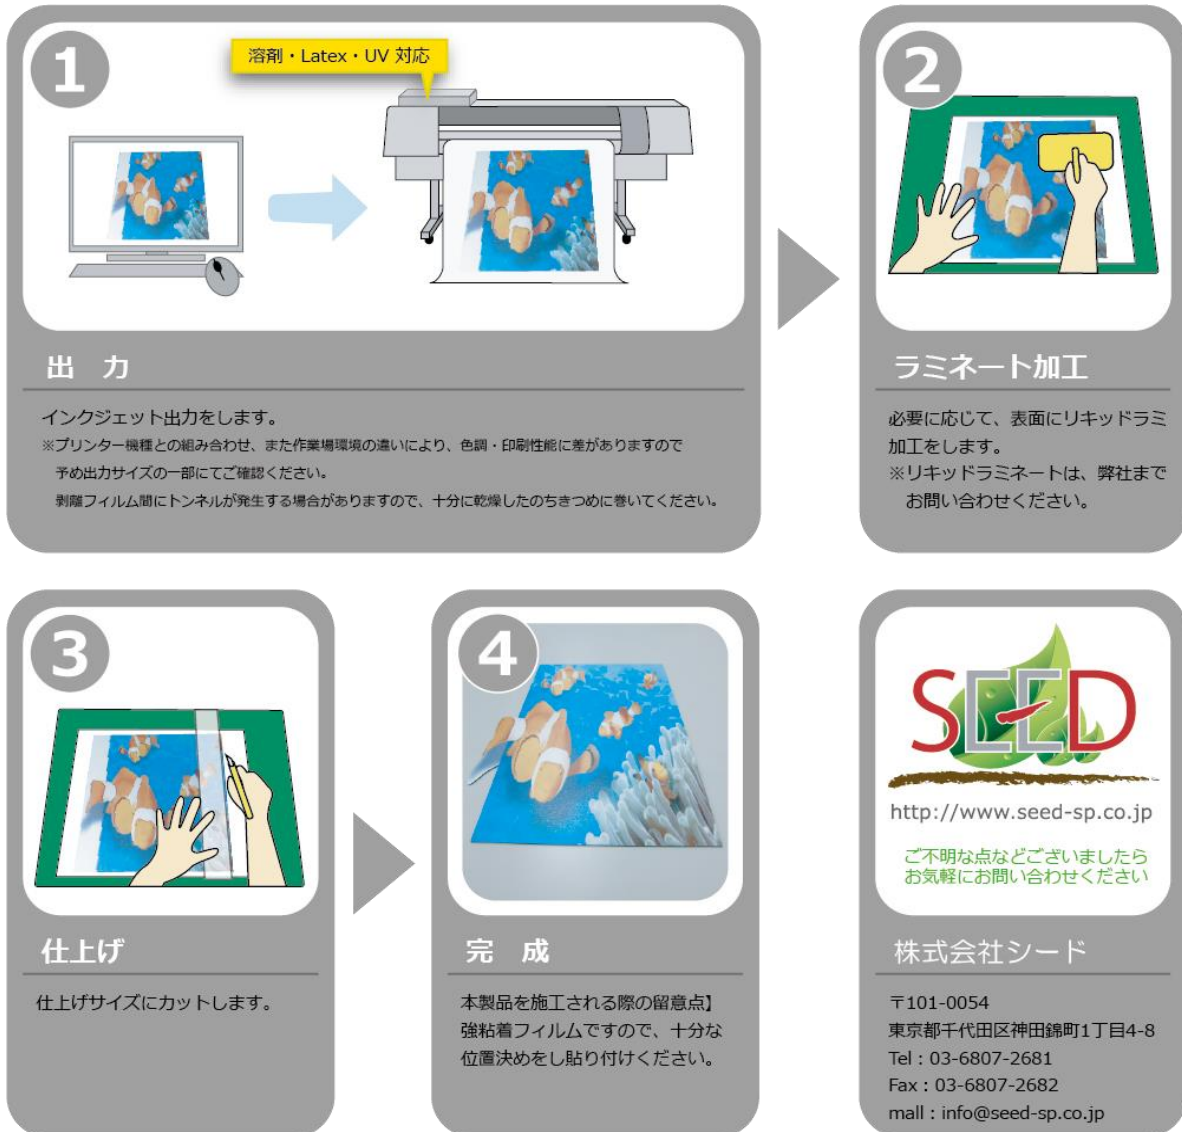 1
溶剤・Latex・UV 対応
出 力
インクジェット出力をします。
※プリンター機種との組み合わせ、また作業場環境の違いにより、色調・印刷性能に差がありますので
予め出力サイズの一部にてご確認ください。
剥離フィルム間にトンネルが発生する場合がありますので、十分に乾燥したのちきつめに巻いてください。
2
ラミネート加工
必要に応じて、表面にリキッドラミ
加工をします。
※リキッドラミネートは、弊社まで
お問い合わせください。
3
仕上げ
仕上げサイズにカットします。
4
完 成
本製品を施工される際の留意点】
強粘着フィルムですので、十分な
位置決めをし貼り付けください。
SEED
http://www.seed-sp.co.jp
ご不明な点などございましたら
お気軽にお問い合わせください
株式会社シード
〒101-0054
東京都千代田区神田錦町1丁目4-8
Tel : 03-6807-2681
Fax : 03-6807-2682
mall : info@seed-sp.co.jp